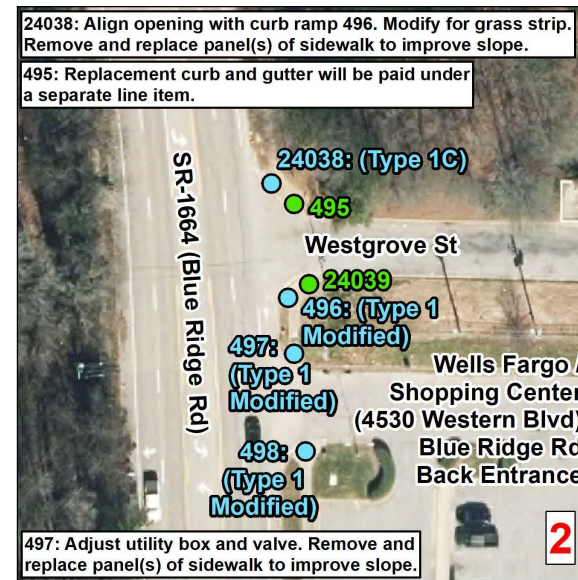 24038: Align opening with curb ramp 496. Modify for grass strip.
Remove and replace panel(s) of sidewalk to improve slope.
495: Replacement curb and gutter will be paid under
a separate line item.
24038: (Type 1C)
495
SR-1664 (Blue Ridge Rd)
Westgrove St
24039
496: (Type 1
Modified)
497:
(Type 1
Modified)
Wells Fargo
Shopping Center
(4530 Western Blvd)
Blue Ridge Rd
Back Entrance
498:
(Type 1
Modified)
2
497: Adjust utility box and valve. Remove and
replace panel(s) of sidewalk to improve slope.